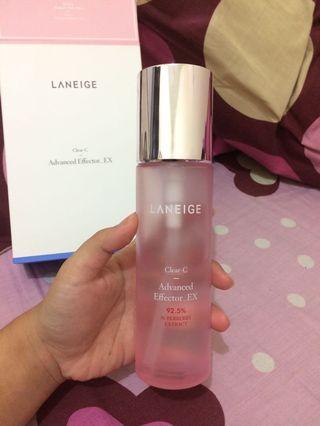 LANEIGE
Clear-C
Advanced Effector_EX
LANEIGE
Clear-C
Advanced
Effector_EX
92.5%
EXTRACT